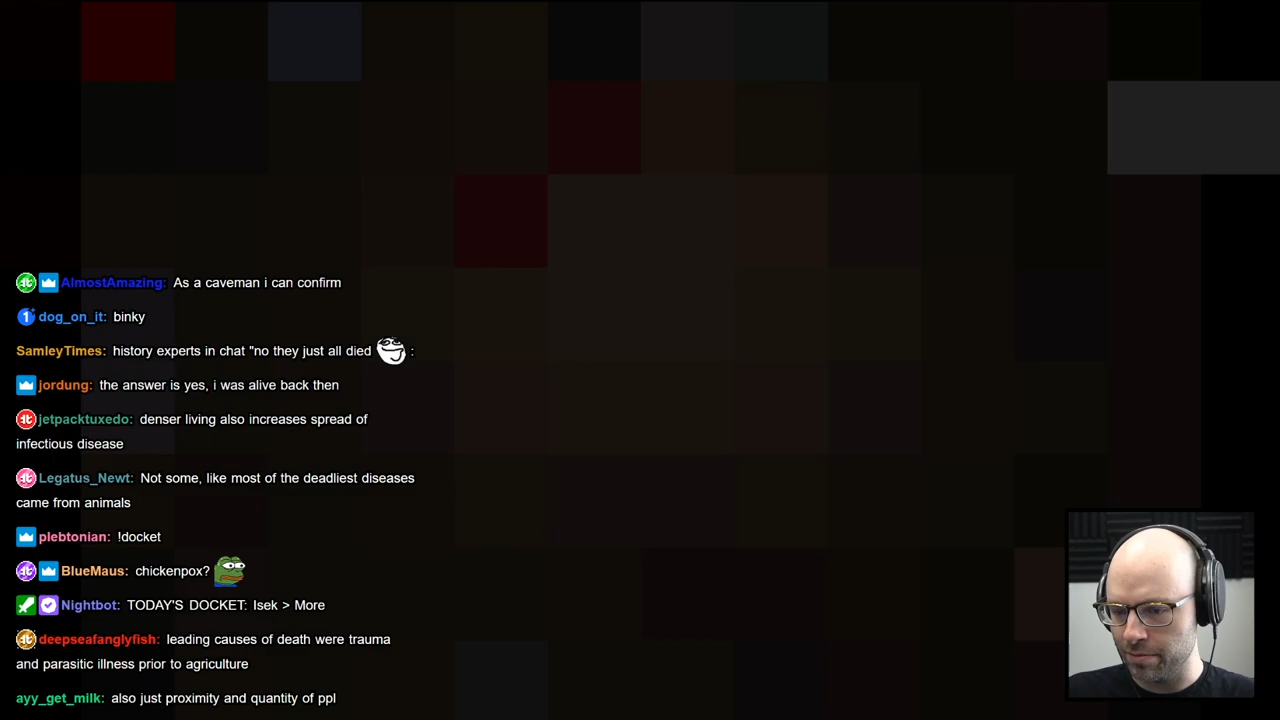 AlmostAmazing: As a caveman i can confirm
dog_on_it: binky
SamleyTimes: history experts in chat "no they just all died :
jordung: the answer is yes, i was alive back then
jetpacktuxedo: denser living also increases spread of
infectious disease
Legatus_Newt: Not some, like most of the deadliest diseases
came from animals
plebtonian: !docket
BlueMaus: chickenpox?
Nightbot: TODAY'S DOCKET: Isek > More
deepseafanglyfish: leading causes of death were trauma
and parasitic illness prior to agriculture
ayy_get_milk: also just proximity and quantity of ppl